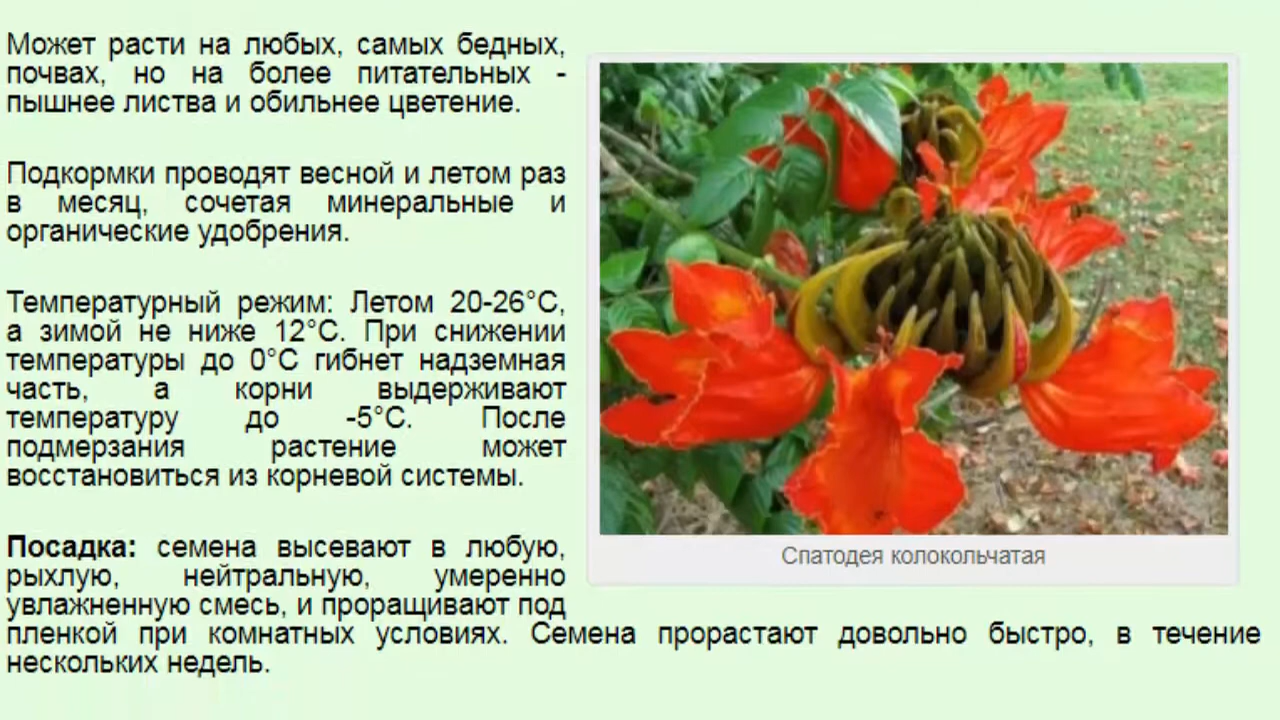 Может расти на любых, самых бедных,
почвах, но на более питательных -
пышнее листва и обильнее цветение.
Подкормки проводят весной и летом раз
в месяц, сочетая минеральные и
органические удобрения.
Температурный режим: Летом 20-26°С,
а зимой не ниже 12°С. При снижении
температуры до 0°С гибнет надземная
часть, а корни выдерживают
температуру до -5°С. После
подмерзания растение может
восстановиться из корневой системы.
Посадка: семена высевают в любую,
рыхлую, нейтральную, умеренно
увлажненную смесь, и проращивают под
пленкой при комнатных условиях. Семена прорастают довольно быстро, в течение
нескольких недель.
Спатодея колокольчатая